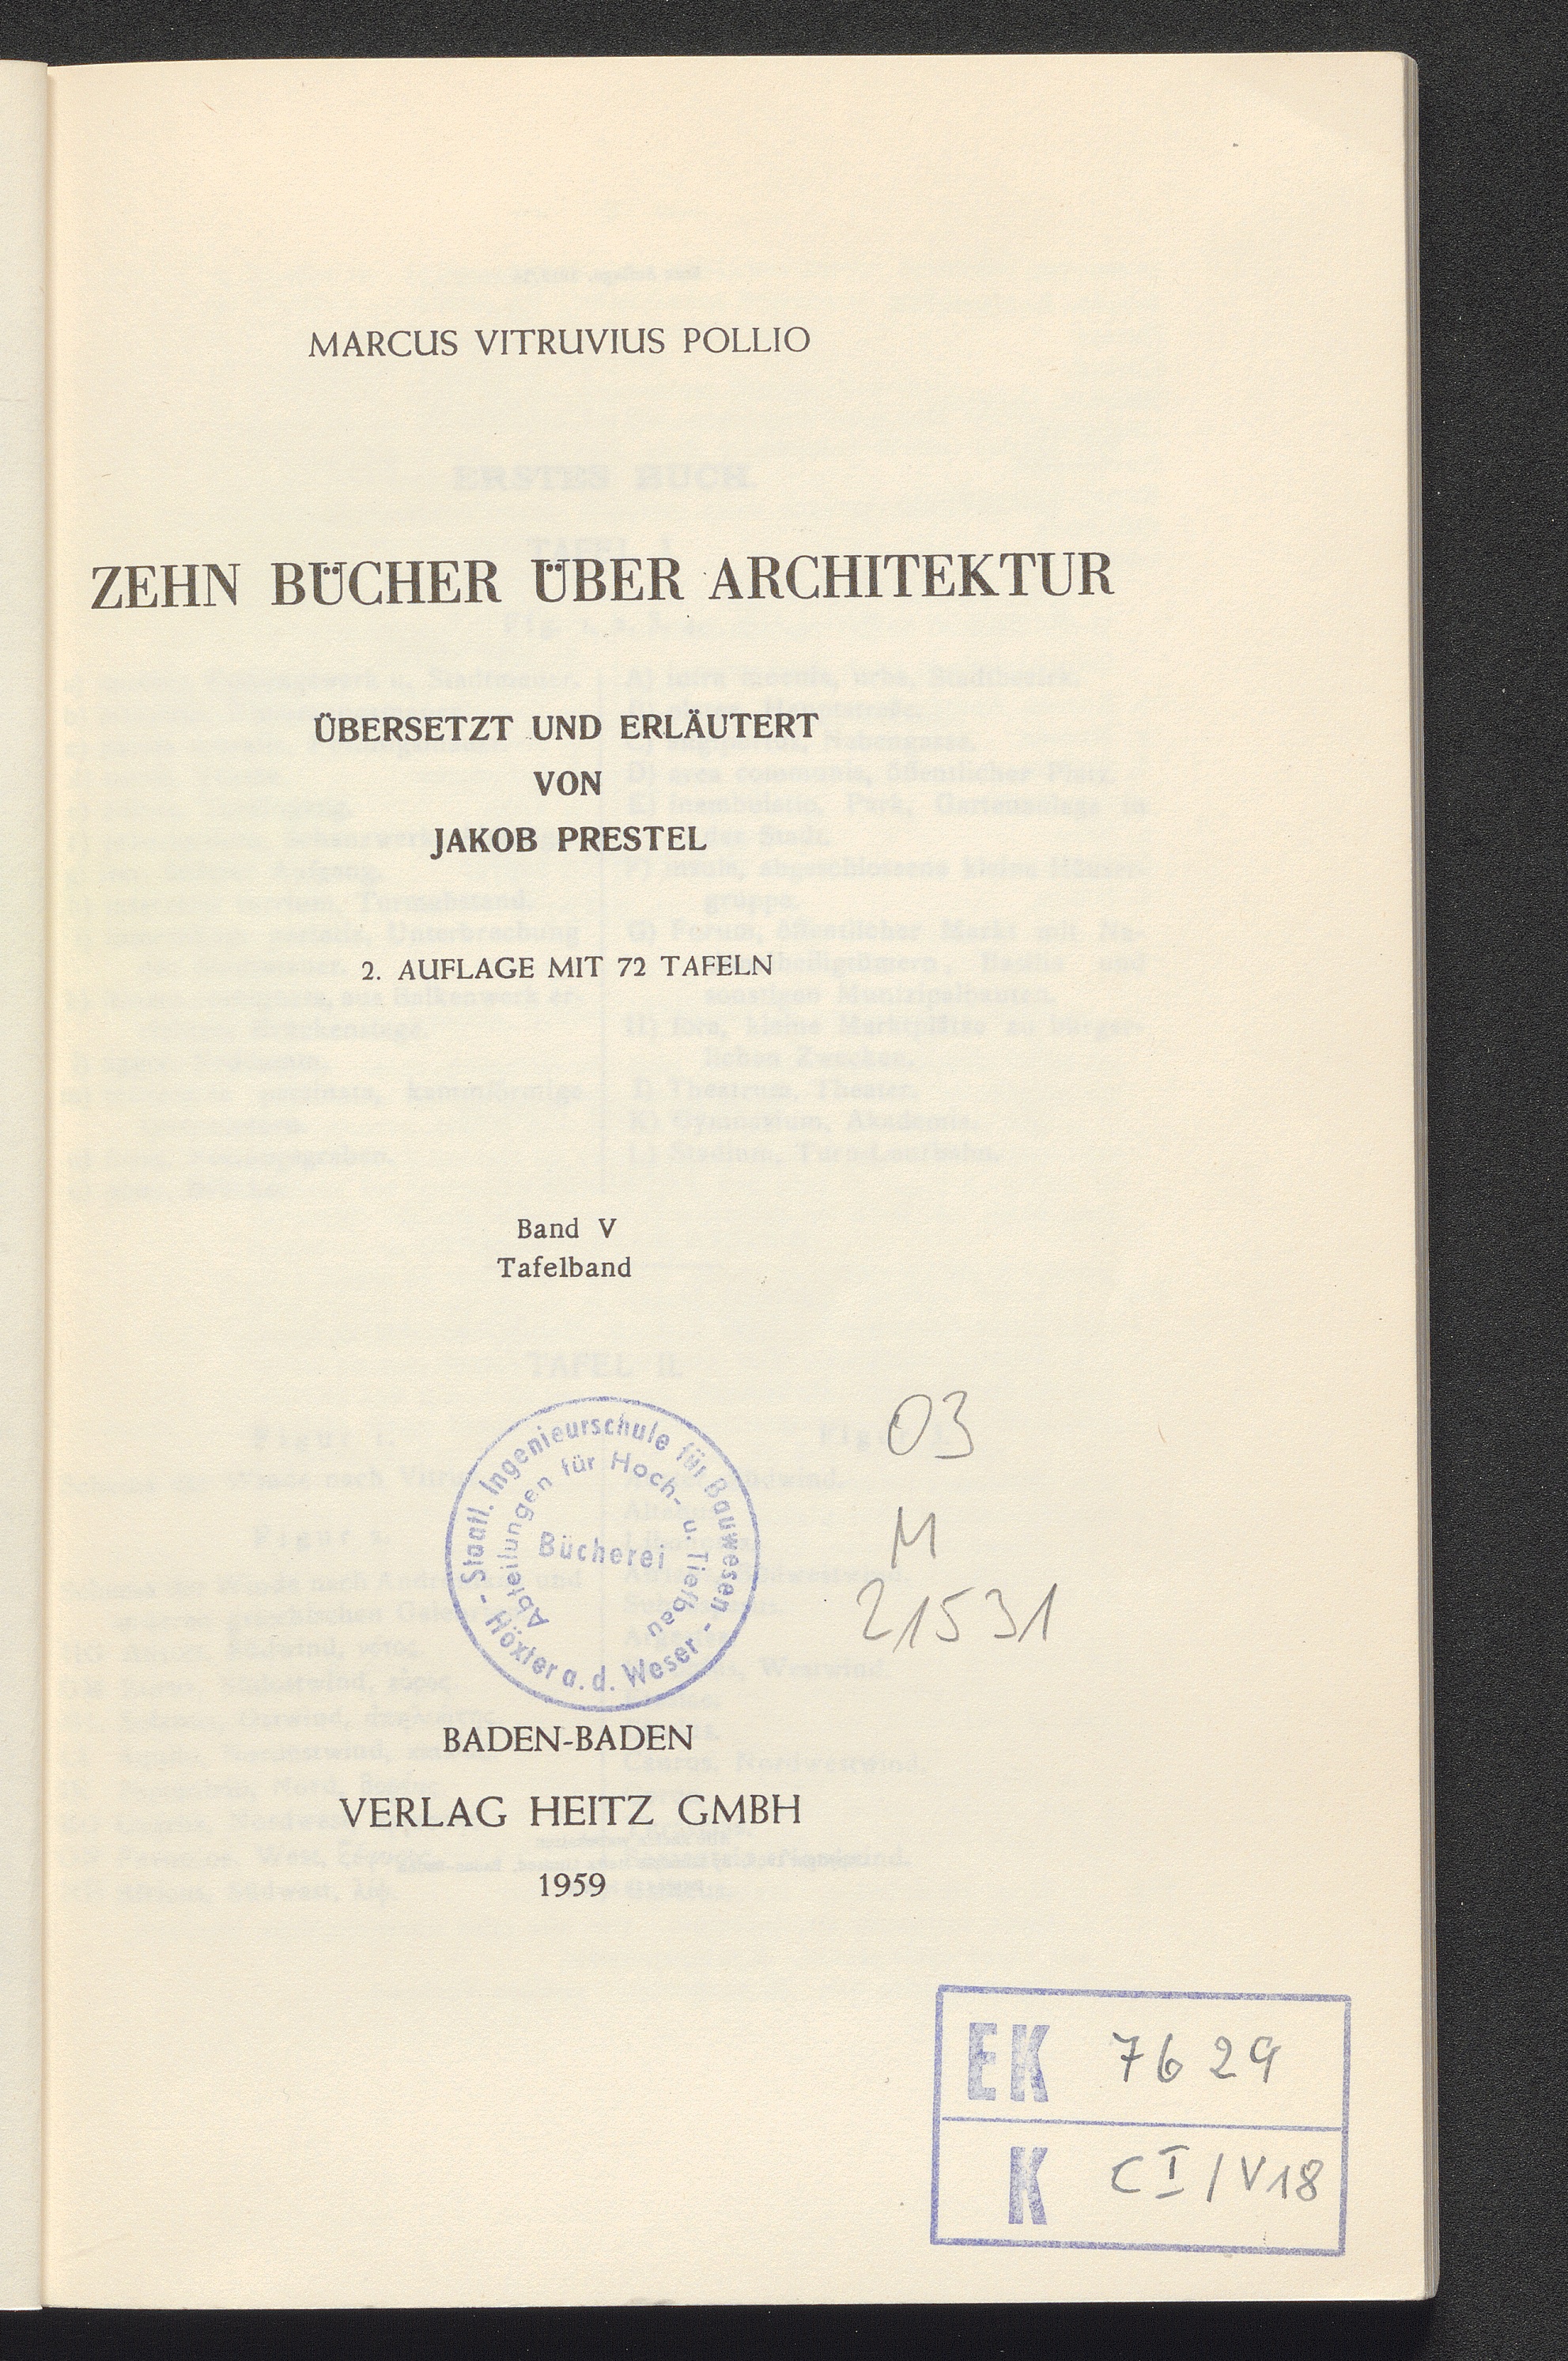 MARCUS VITRUVIUS POLLIO
ZEHN BÜCHER ÜBER ARCHITEKTUR
ÜBERSETZT UND ERLÄUTERT
VON
JAKOB PRESTEL
2. AUFLAGE MIT 72 TAFELN
Band V
Tafelband
- Staatl. Ingenieurschule für Bauwesen -
Höxter a. d. Weser
Abteilungen für Hoch- u. Tiefbau
Bücherei
03
M
21531
BADEN-BADEN
VERLAG HEITZ GMBH
1959
EK 7629
K C I / V 18